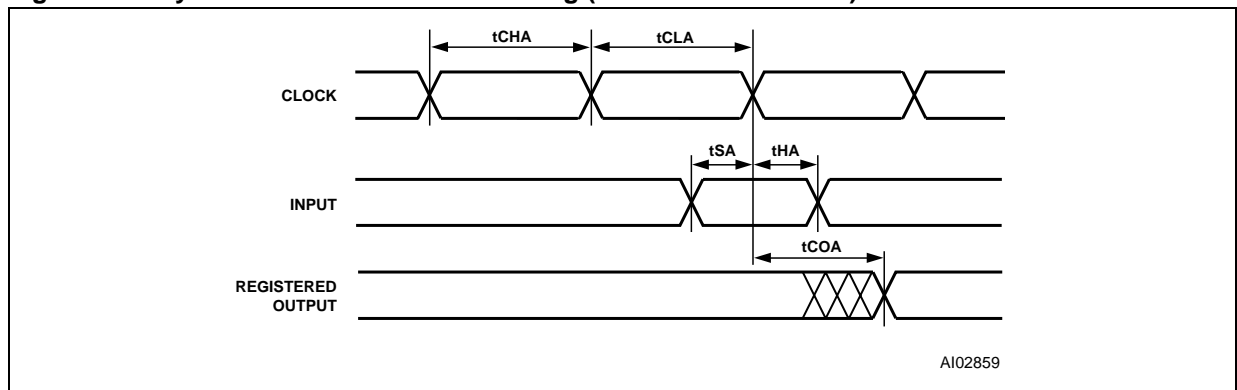 tCHA tCLA
CLOCK
tSA tHA
INPUT
tCOA
REGISTERED
OUTPUT
AI02859